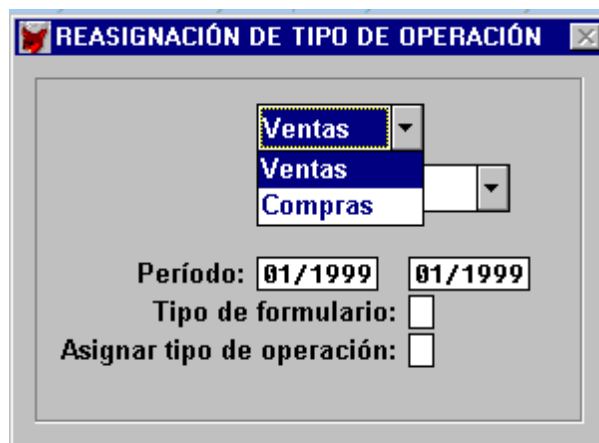 REASIGNACIÓN DE TIPO DE OPERACIÓN
Ventas
Ventas
Compras
Período: 01/1999 01/1999
Tipo de formulario:
Asignar tipo de operación: